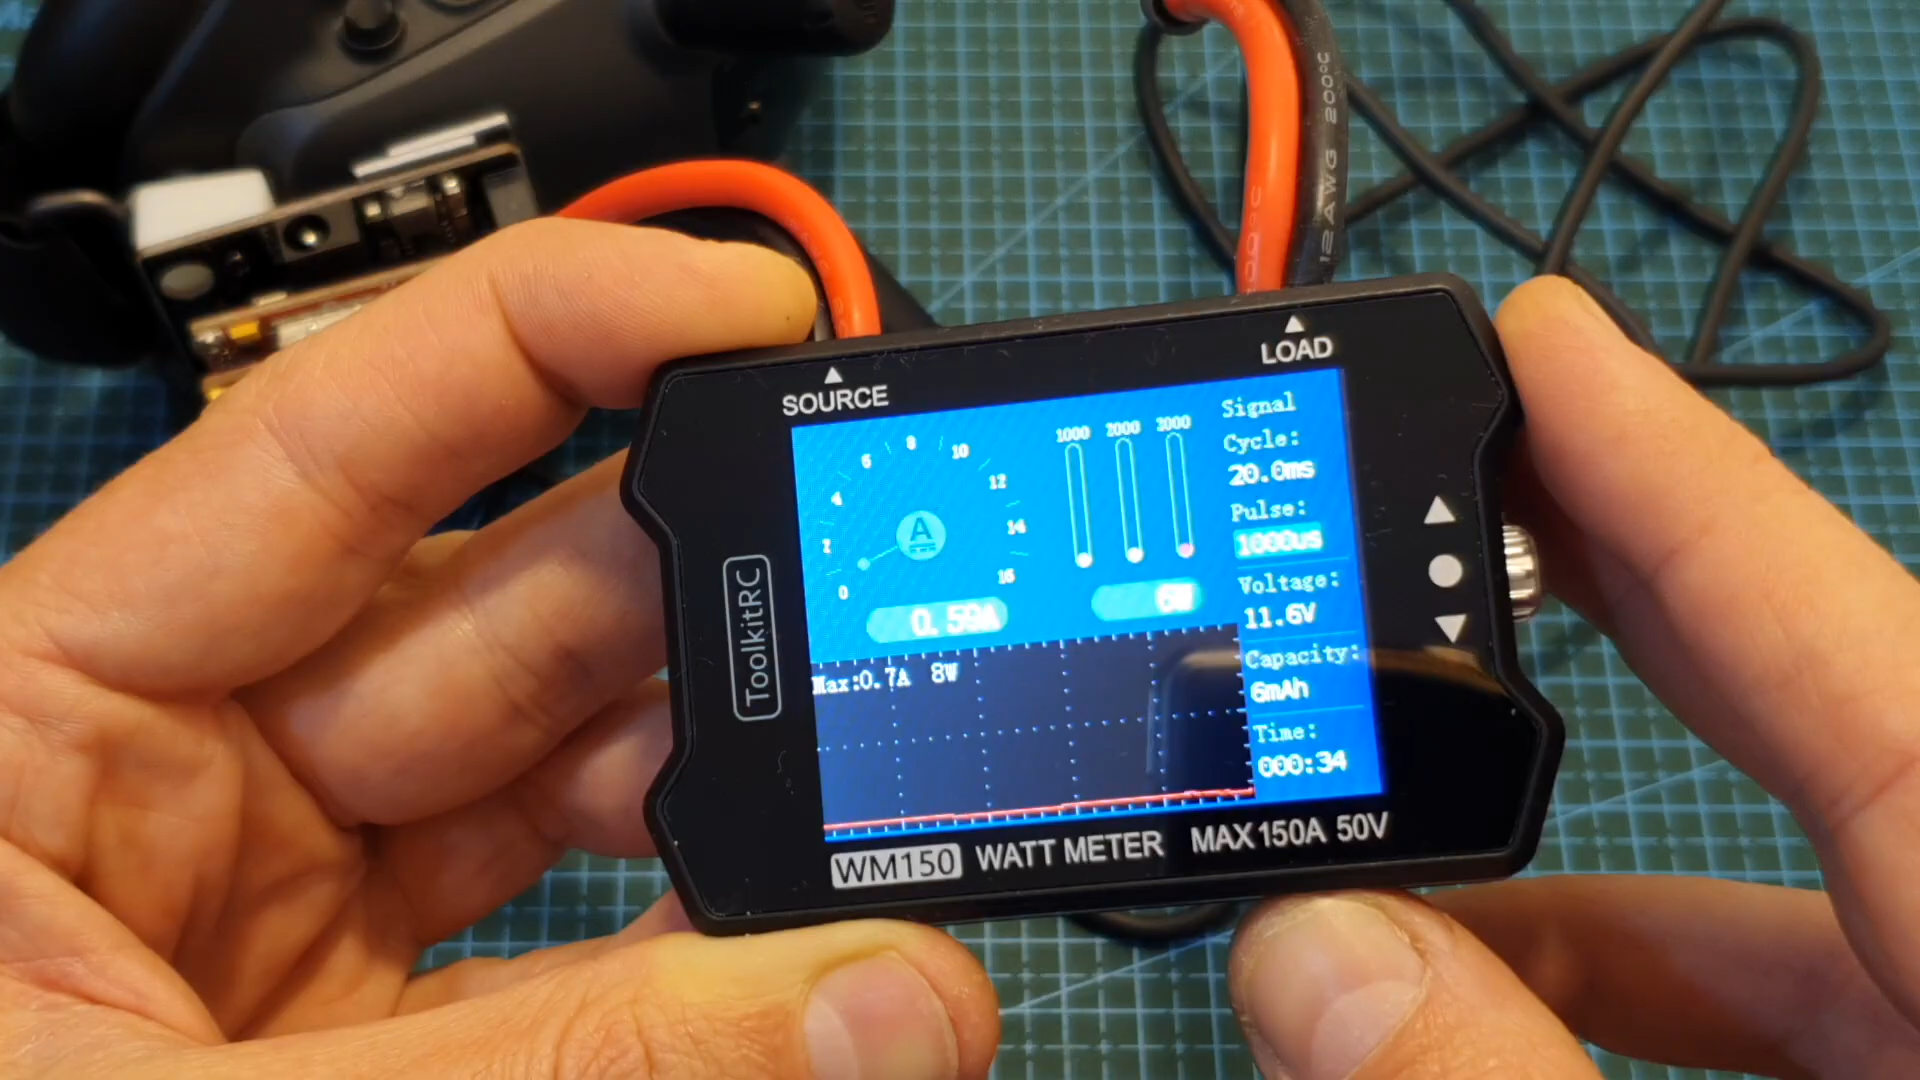 12AWG 200°C
00°C
SOURCE
LOAD
ToolkitRC
0
2
4
6
8
10
12
14
16
A
0.59A
1000 2000 3000
6W
Signal
Cycle:
20.0ms
Pulse:
1000us
Voltage:
11.6V
Capacity:
6mAh
Time:
000:34
Max:0.7A 8W
WM150 WATT METER MAX 150A 50V